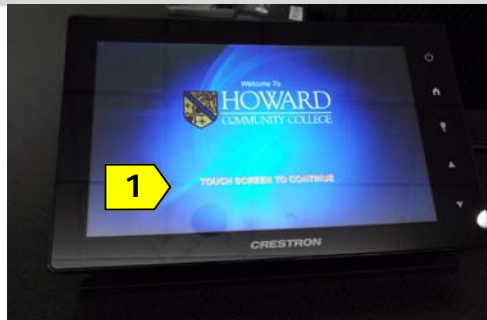 Welcome To
HOWARD
COMMUNITY COLLEGE
1
TOUCH SCREEN TO CONTINUE
CRESTRON